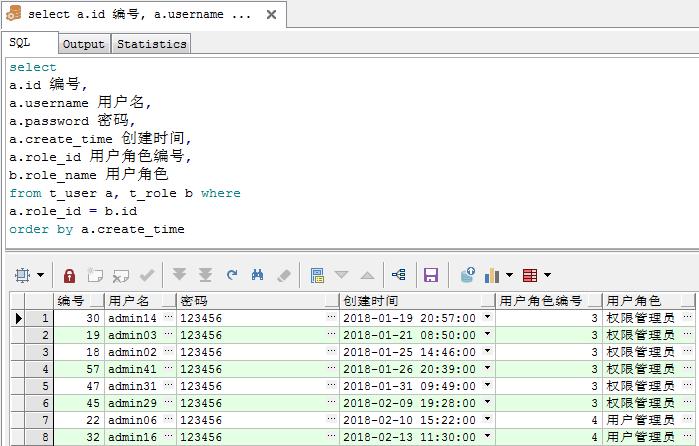 select a.id 编号, a.username ...
SQL Output Statistics
select
a.id 编号,
a.username 用户名,
a.password 密码,
a.create_time 创建时间,
a.role_id 用户角色编号,
b.role_name 用户角色
from t_user a, t_role b where
a.role_id = b.id
order by a.create_time
编号 用户名 密码 创建时间 用户角色编号 用户角色
1 30 admin14 ... 123456 ... 2018-01-19 20:57:00 3 权限管理员 ...
2 19 admin03 ... 123456 ... 2018-01-21 08:50:00 3 权限管理员 ...
3 18 admin02 ... 123456 ... 2018-01-25 14:46:00 3 权限管理员 ...
4 57 admin41 ... 123456 ... 2018-01-26 20:39:00 3 权限管理员 ...
5 47 admin31 ... 123456 ... 2018-01-31 09:49:00 3 权限管理员 ...
6 45 admin29 ... 123456 ... 2018-02-09 19:28:00 3 权限管理员 ...
7 22 admin06 ... 123456 ... 2018-02-10 15:22:00 4 用户管理员 ...
8 32 admin16 ... 123456 ... 2018-02-13 11:30:00 4 用户管理员 ...